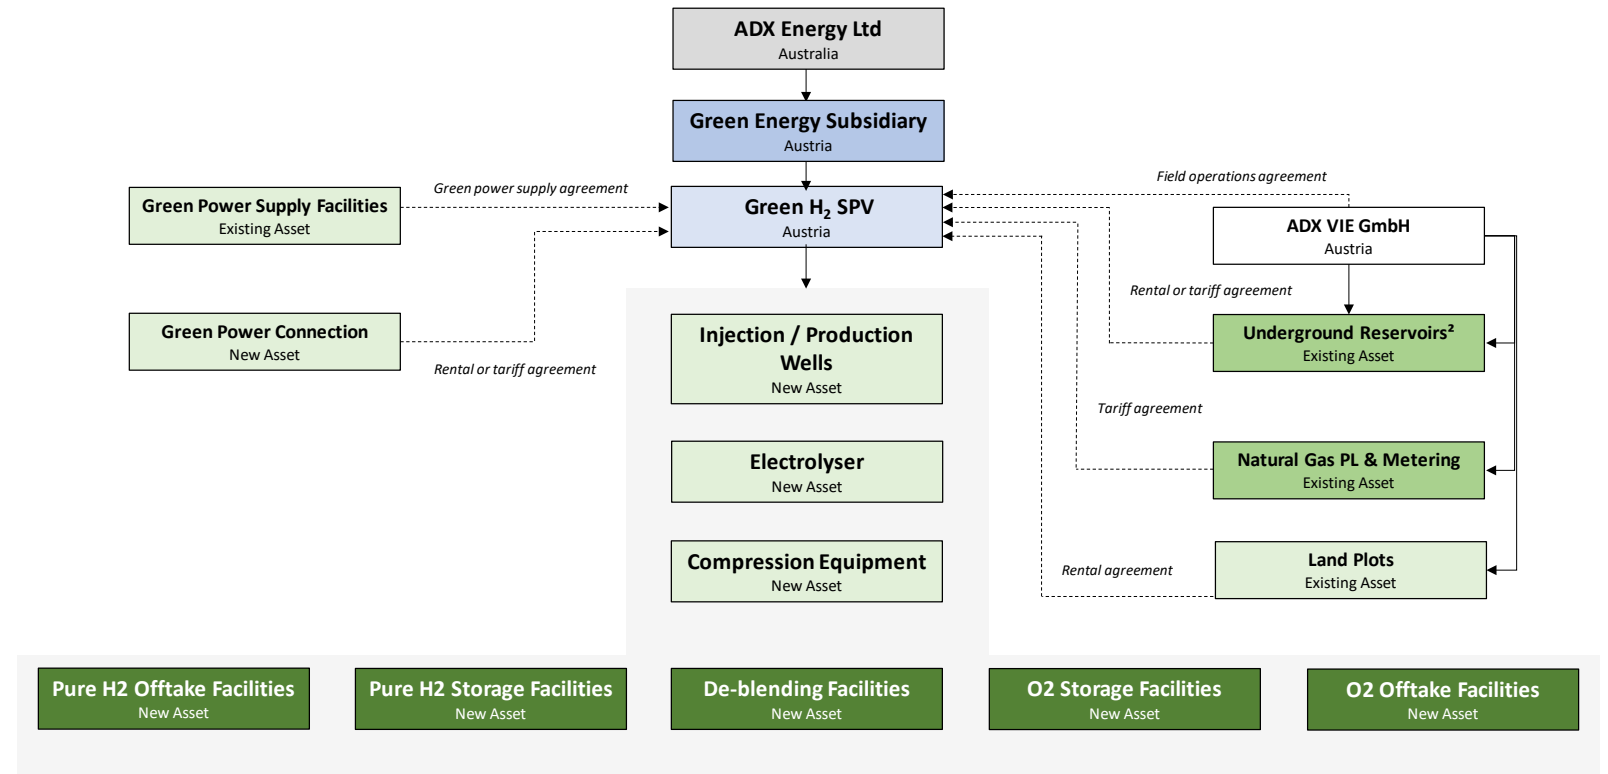 ADX Energy Ltd
Australia
Green Energy Subsidiary
Austria
Green power supply agreement
Field operations agreement
Green Power Supply Facilities
Existing Asset
Green H₂ SPV
Austria
ADX VIE GmbH
Austria
Rental or tariff agreement
Green Power Connection
New Asset
Rental or tariff agreement
Injection / Production
Wells
New Asset
Underground Reservoirs²
Existing Asset
Tariff agreement
Electrolyser
New Asset
Natural Gas PL & Metering
Existing Asset
Compression Equipment
New Asset
Rental agreement
Land Plots
Existing Asset
Pure H2 Offtake Facilities
New Asset
Pure H2 Storage Facilities
New Asset
De-blending Facilities
New Asset
O2 Storage Facilities
New Asset
O2 Offtake Facilities
New Asset